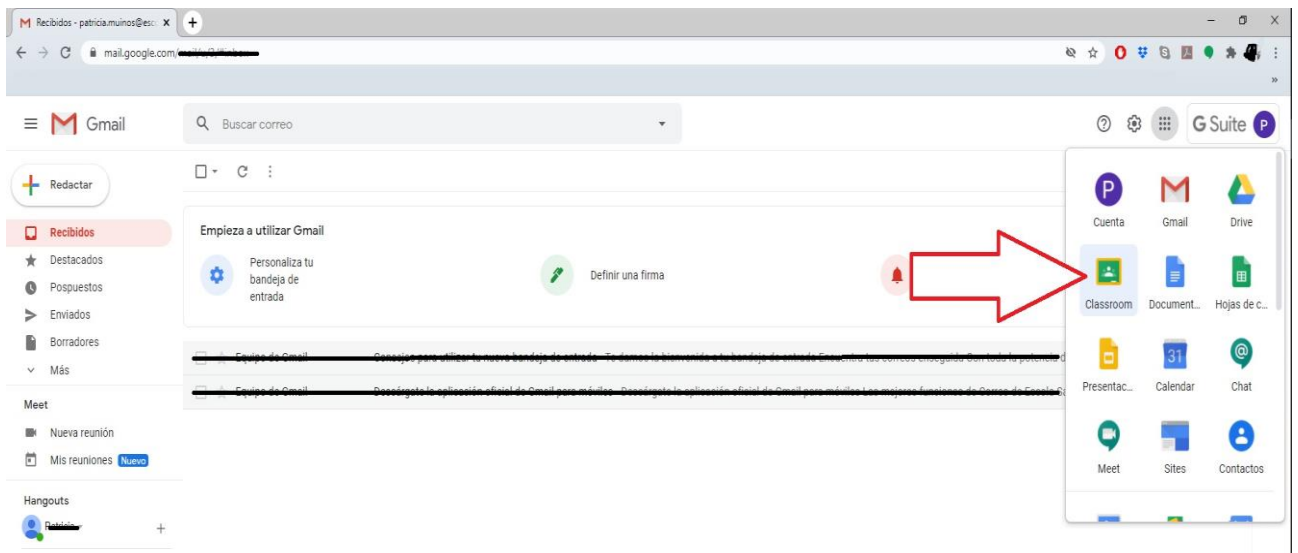 Recibidos - patricia.muinos@esc
mail.google.com/
Gmail
Buscar correo
G Suite P
Redactar
Recibidos
Destacados
Pospuestos
Enviados
Borradores
Más
Meet
Nueva reunión
Mis reuniones Nuevo
Hangouts
Empieza a utilizar Gmail
Personaliza tu
bandeja de
entrada
Definir una firma
P
Cuenta Gmail Drive
Classroom Document... Hojas de c...
31
Presentac... Calendar Chat
Meet Sites Contactos